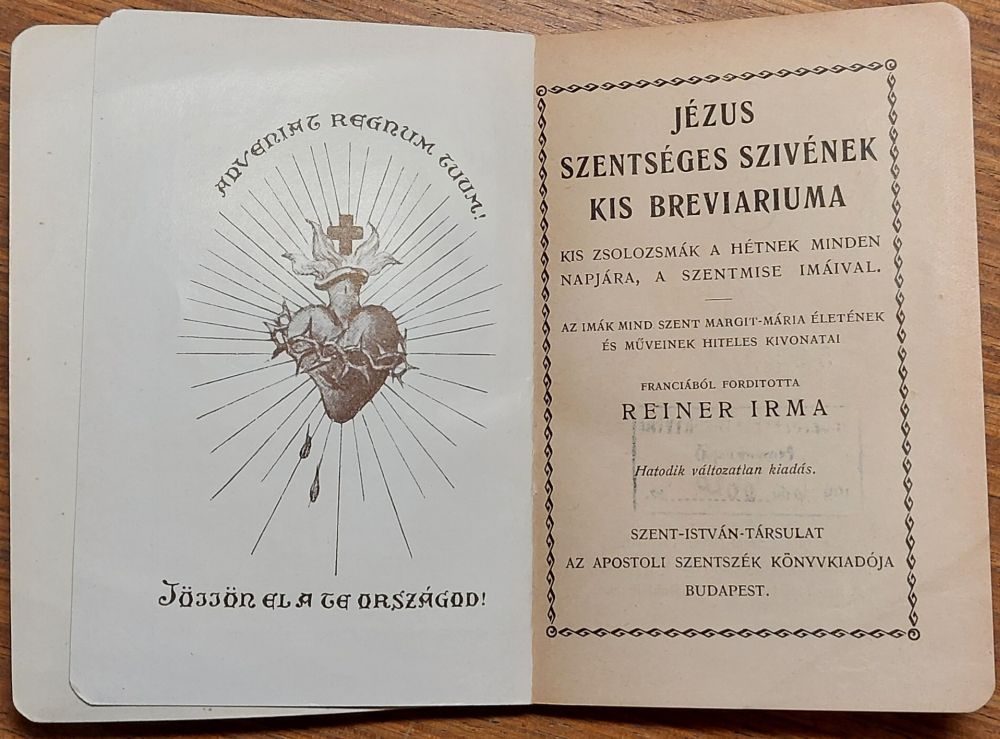 ADVENIAT REGNUM TUUM!
JÖJJÖN EL A TE ORSZÁGOD!
JÉZUS
SZENTSÉGES SZIVÉNEK
KIS BREVIARIUMA
KIS ZSOLOZSMÁK A HÉTNEK MINDEN
NAPJÁRA, A SZENTMISE IMÁIVAL.
AZ IMÁK MIND SZENT MARGIT-MÁRIA ÉLETÉNEK
ÉS MŰVEINEK HITELES KIVONATAI
FRANCIÁBÓL FORDITOTTA
REINER IRMA
Hatodik változatlan kiadás.
SZENT-ISTVÁN-TÁRSULAT
AZ APOSTOLI SZENTSZÉK KÖNYVKIADÓJA
BUDAPEST.